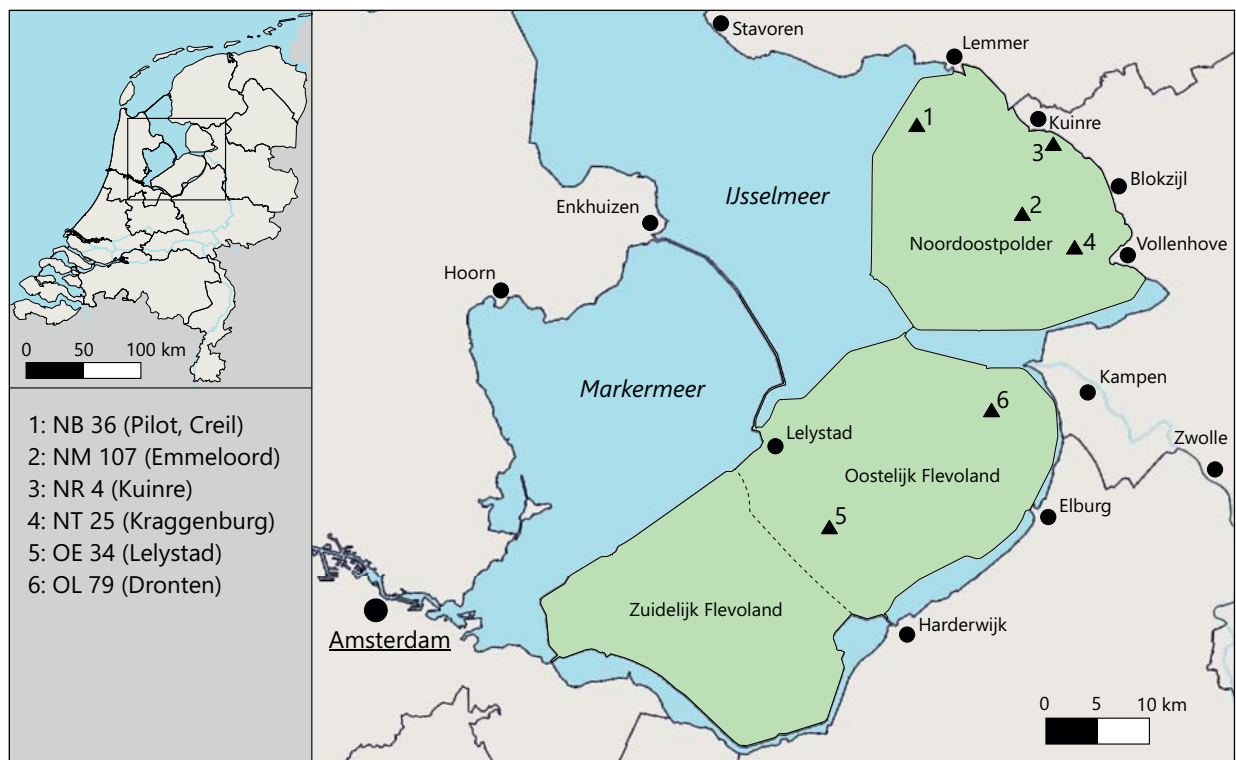 0 50 100 km
1: NB 36 (Pilot, Creil)
2: NM 107 (Emmeloord)
3: NR 4 (Kuinre)
4: NT 25 (Kraggenburg)
5: OE 34 (Lelystad)
6: OL 79 (Dronten)
Stavoren
Lemmer
1
Kuinre
3
Blokzijl
IJsselmeer
Enkhuizen
2
Noordoostpolder
4
Vollenhove
Hoorn
Markermeer
Kampen
6
Lelystad
Zwolle
Oostelijk Flevoland
Elburg
5
Zuidelijk Flevoland
Harderwijk
Amsterdam
0 5 10 km